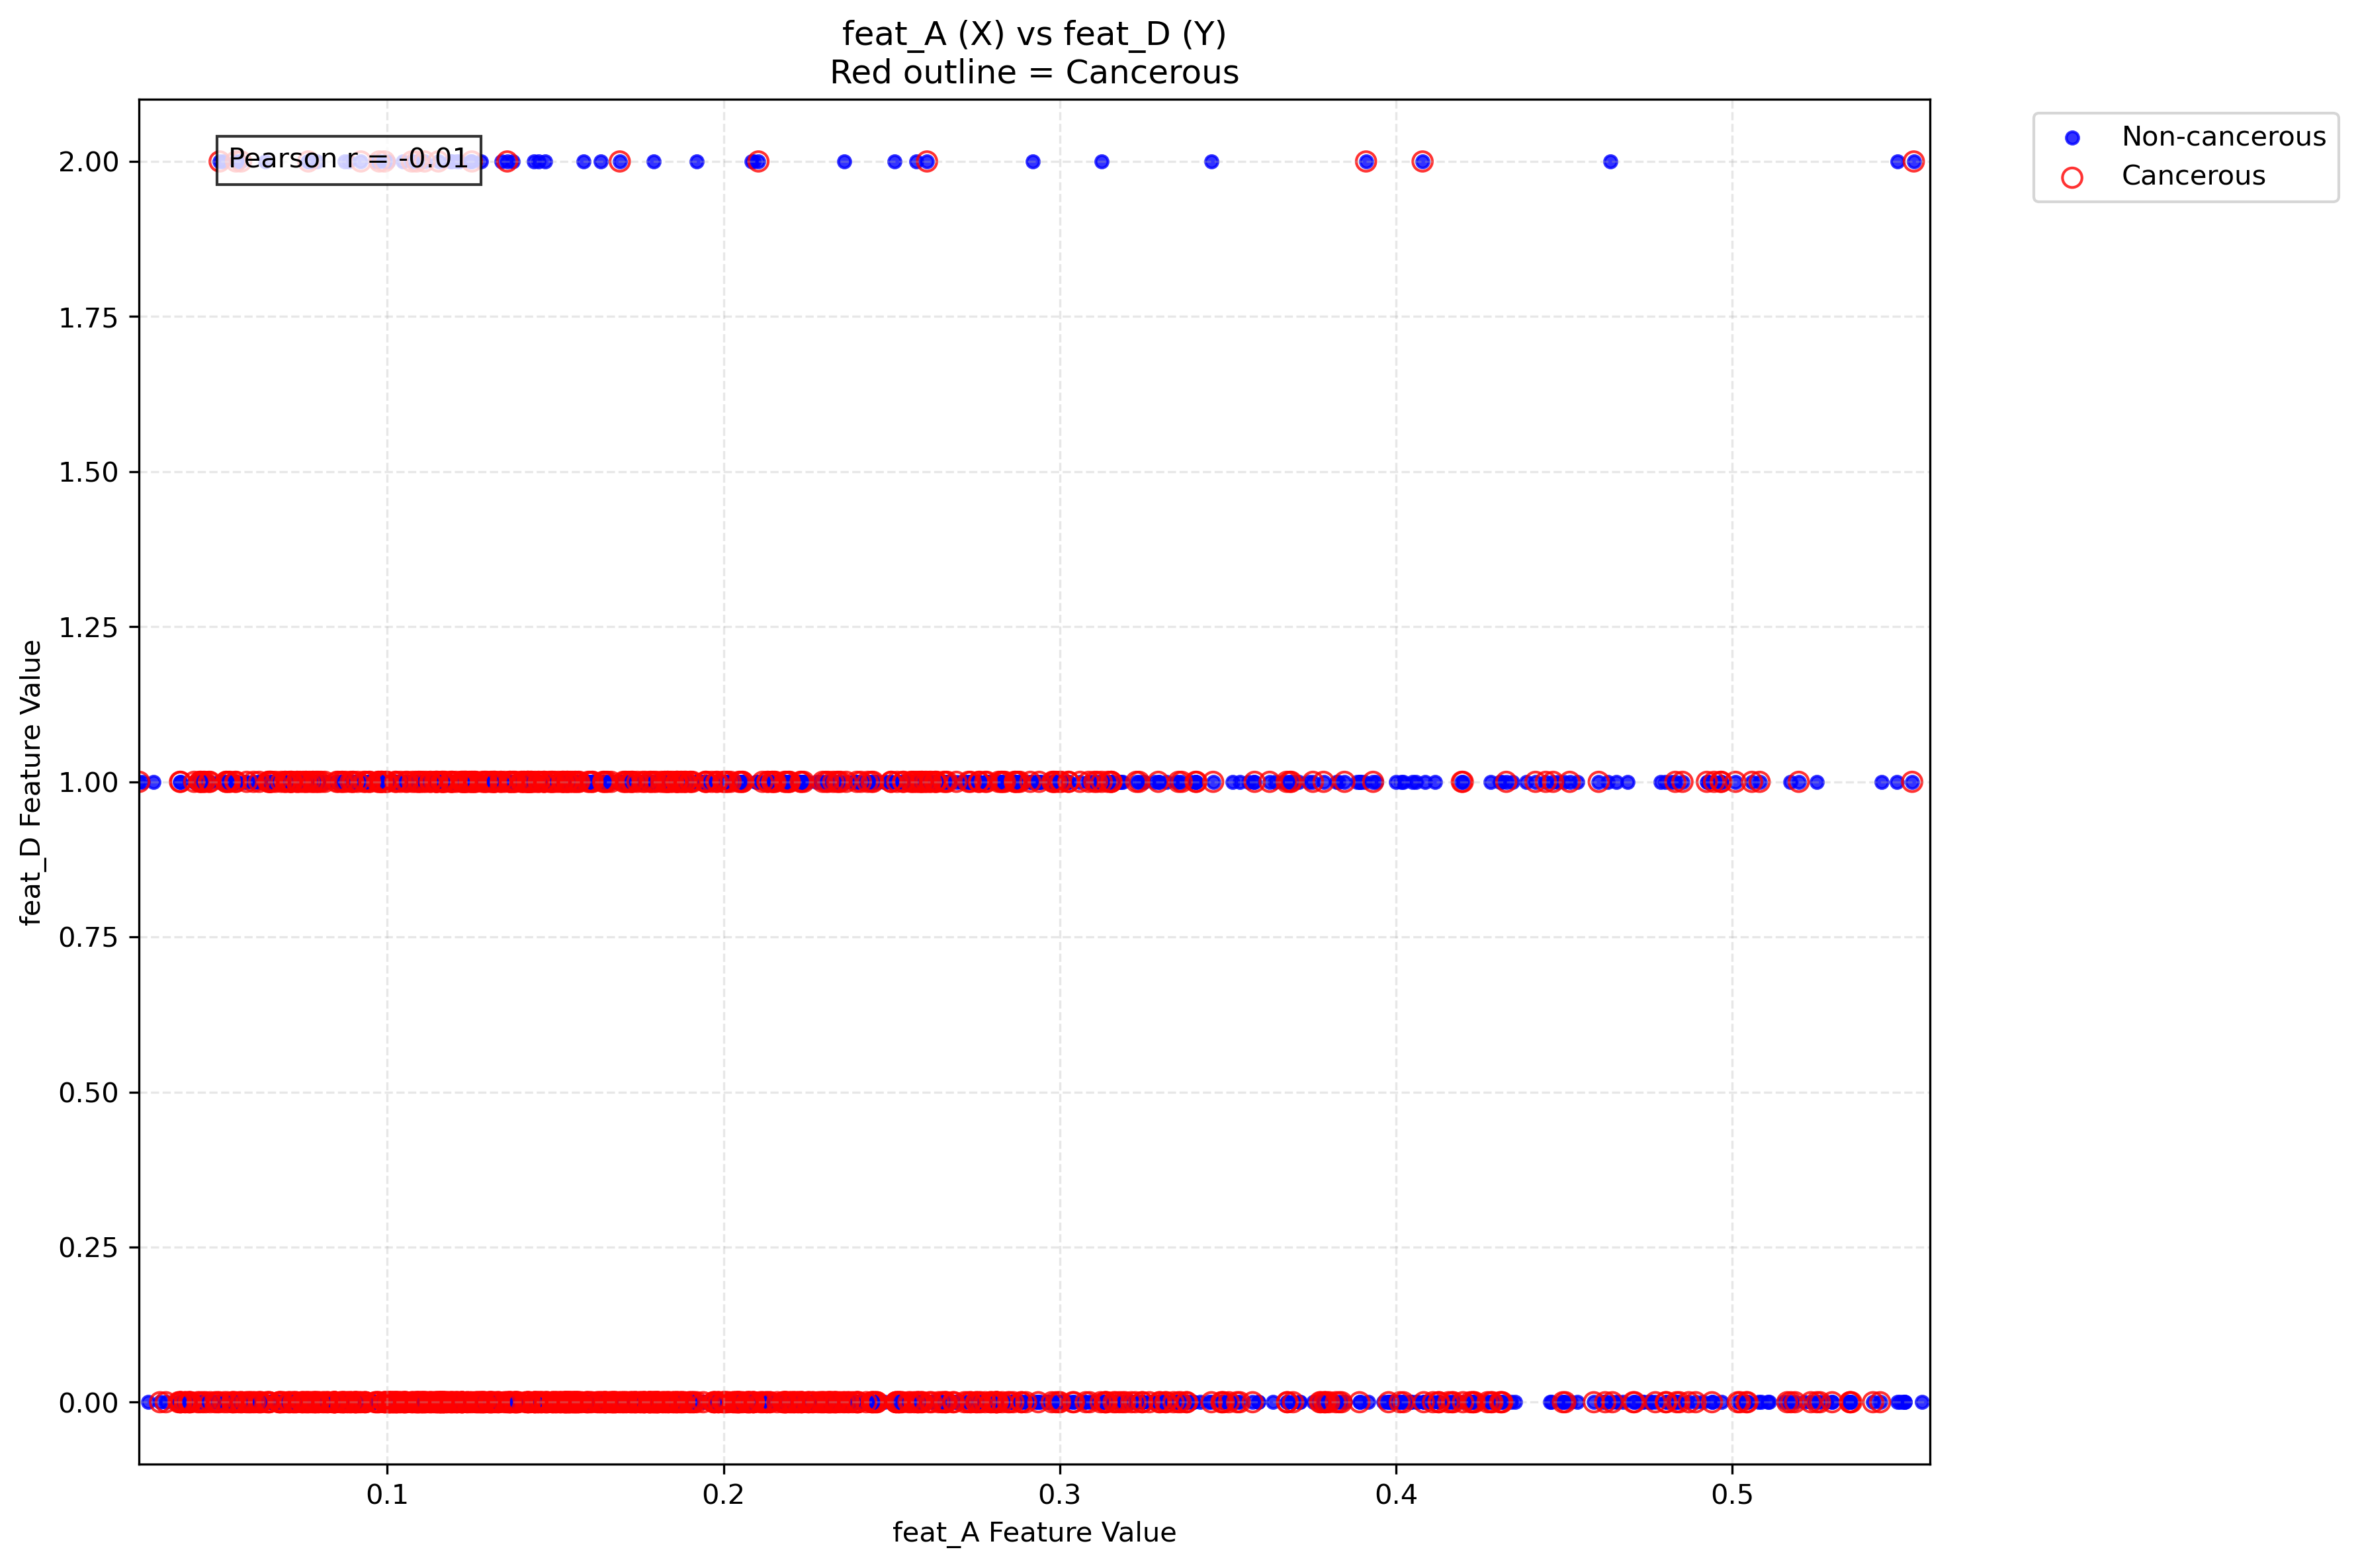 feat_A (X) vs feat_D (Y)
Red outline = Cancerous
Pearson r = -0.01
Non-cancerous
Cancerous
feat_D Feature Value
2.00
1.75
1.50
1.25
1.00
0.75
0.50
0.25
0.00
0.1
0.2
0.3
0.4
0.5
feat_A Feature Value